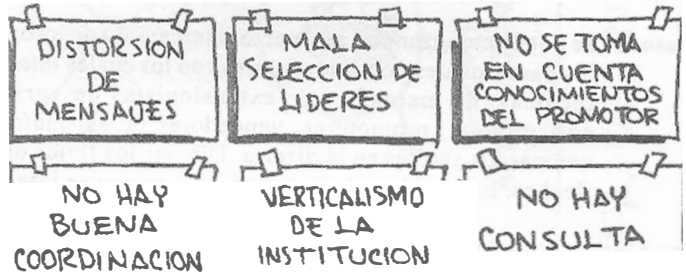 DISTORSION
DE
MENSAJES
MALA
SELECCION DE
LIDERES
NO SE TOMA
EN CUENTA
CONOCIMIENTOS
DEL PROMOTOR
NO HAY
BUENA
COORDINACION
VERTICALISMO
DE LA
INSTITUCION
NO HAY
CONSULTA